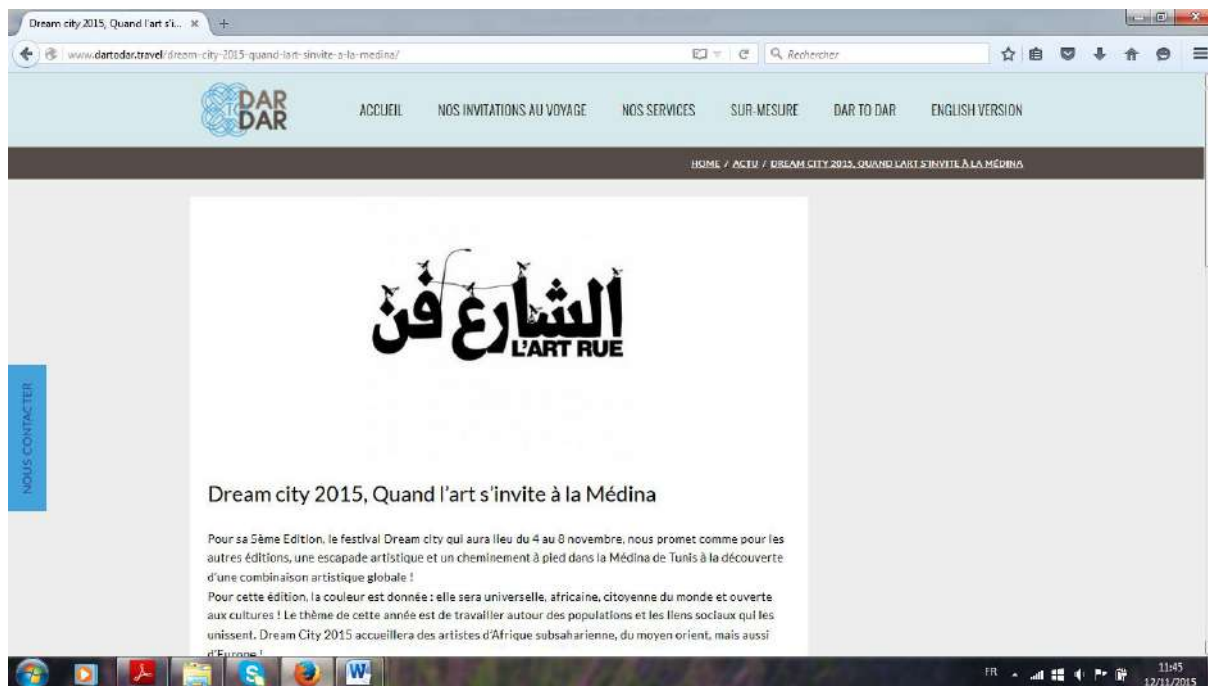 Dream city 2015, Quand l'art s'i...
www.dartodar.travel/dream-city-2015-quand-lart-sinvite-a-la-medina/
Rechercher
DAR TO DAR
ACCUEIL NOS INVITATIONS AU VOYAGE NOS SERVICES SUR-MESURE DAR TO DAR ENGLISH VERSION
HOME / ACTU / DREAM CITY 2015, QUAND L'ART S'INVITE À LA MÉDINA
الشارع فن
L'ART RUE
NOUS CONTACTER
Dream city 2015, Quand l'art s'invite à la Médina
Pour sa 5ème Edition, le festival Dream city qui aura lieu du 4 au 8 novembre, nous promet comme pour les
autres éditions, une escapade artistique et un cheminement à pied dans la Médina de Tunis à la découverte
d'une combinaison artistique globale !
Pour cette édition, la couleur est donnée : elle sera universelle, africaine, citoyenne du monde et ouverte
aux cultures ! Le thème de cette année est de travailler autour des populations et les liens sociaux qui les
unissent. Dream City 2015 accueillera des artistes d'Afrique subsaharienne, du moyen orient, mais aussi
d'Europe !
FR
11:45
12/11/2015